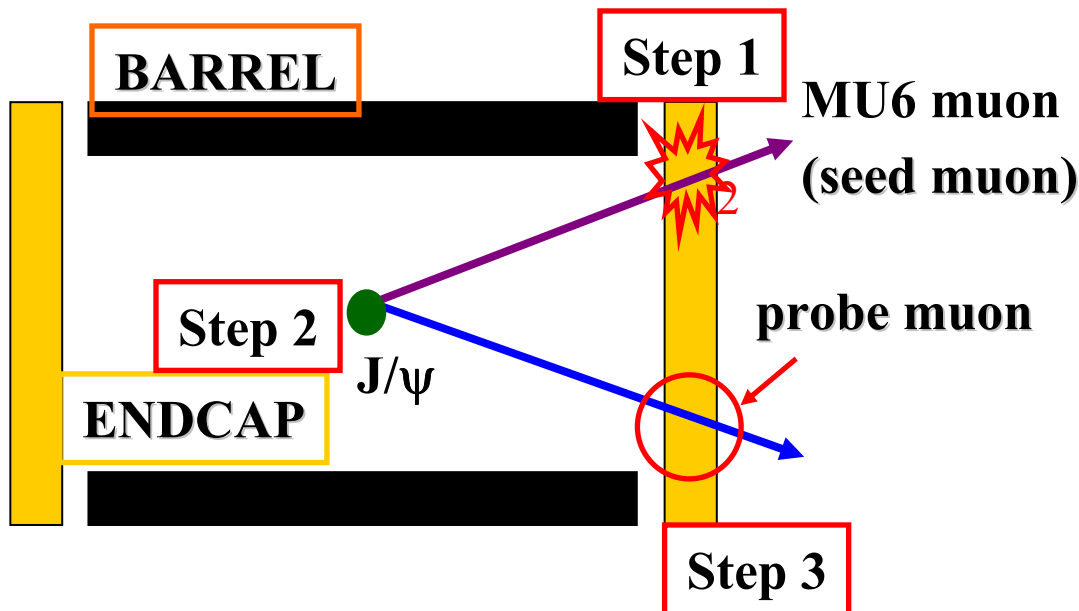 BARREL
Step 1
MU6 muon
(seed muon)
2
Step 2
J/ψ
probe muon
ENDCAP
Step 3